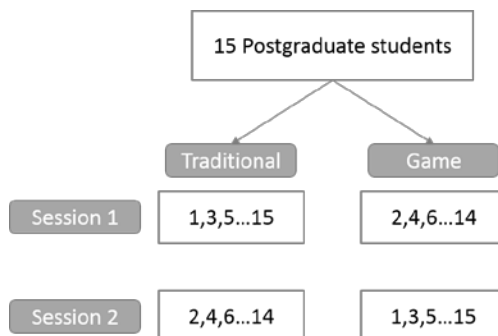 15 Postgraduate students
Traditional
Game
Session 1
1,3,5...15
2,4,6...14
Session 2
2,4,6...14
1,3,5...15